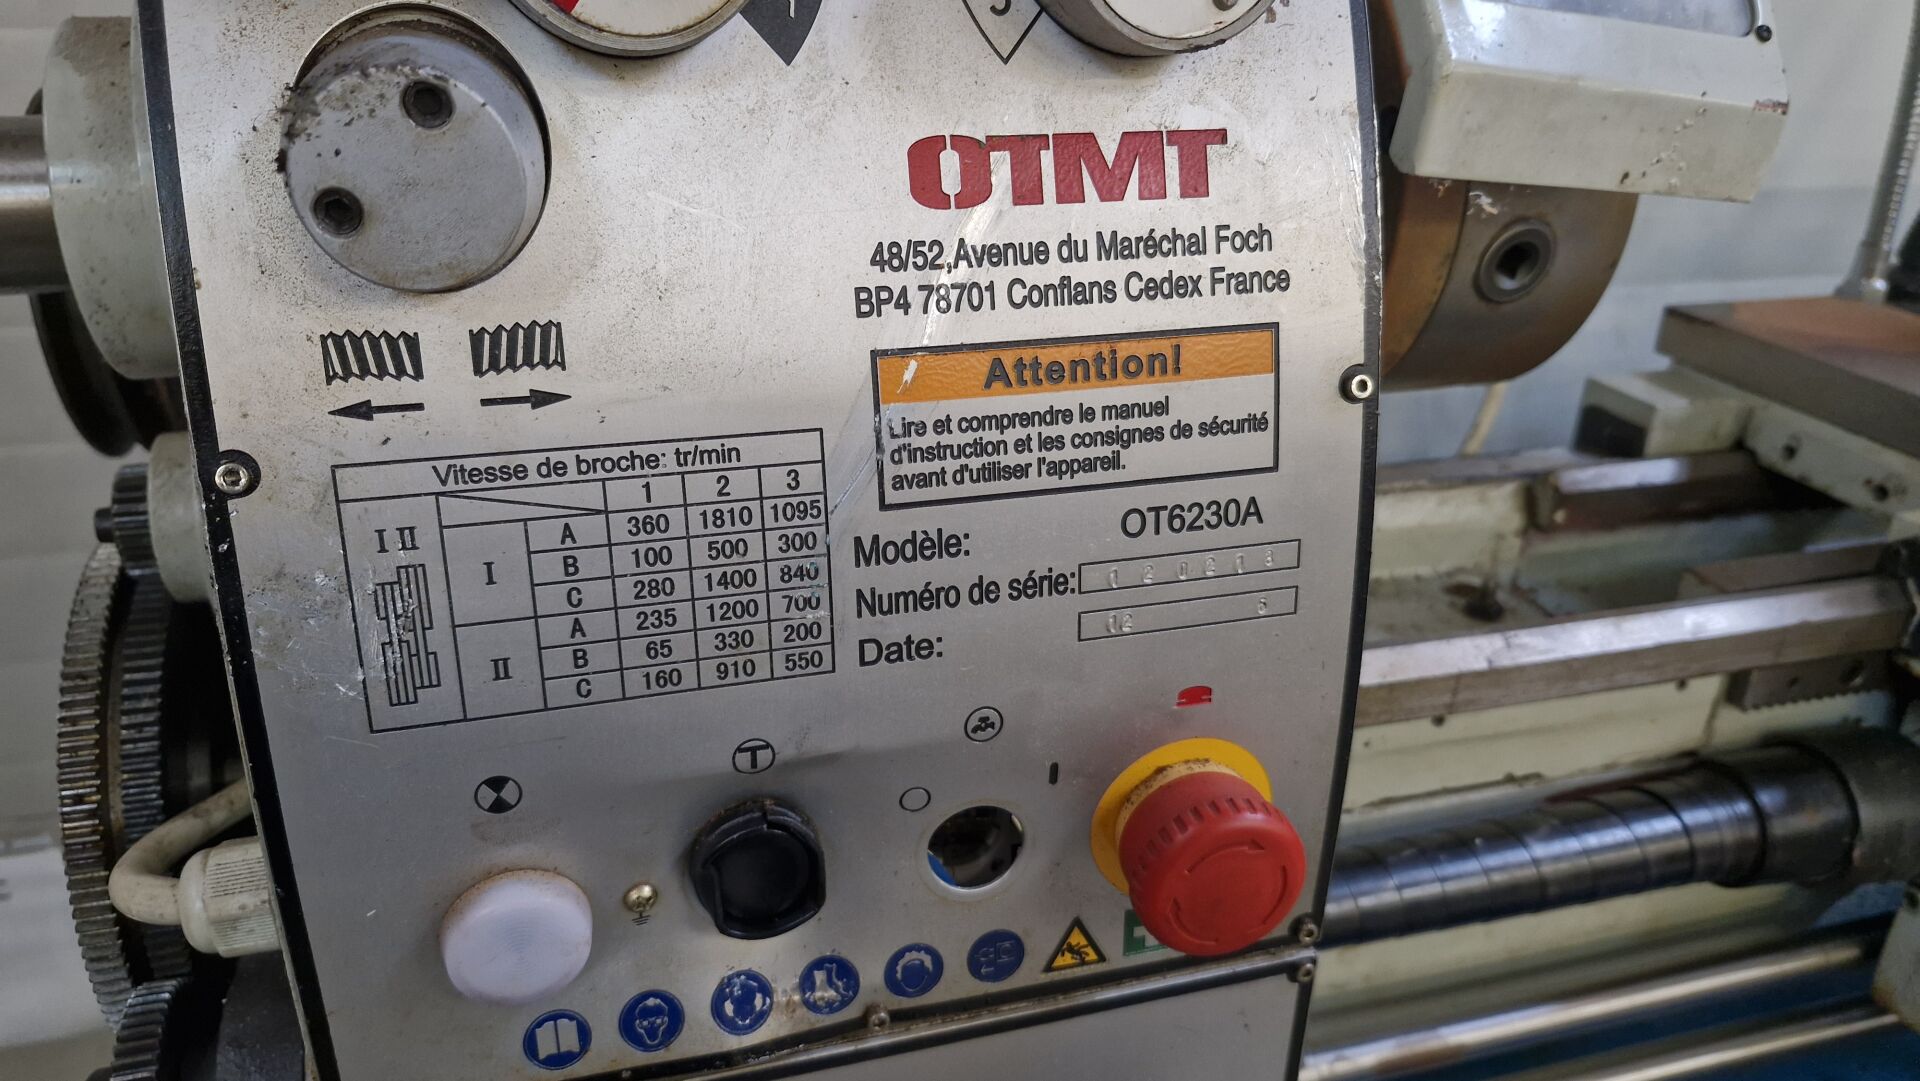 OTMT
48/52,Avenue du Maréchal Foch
BP4 78701 Conflans Cedex France
Attention!
Lire et comprendre le manuel
d'instruction et les consignes de sécurité
avant d'utiliser l'appareil.
Vitesse de broche: tr/min
1 2 3
I II
I
A 360 1810 1095
B 100 500 300
C 280 1400 840
II
A 235 1200 700
B 65 330 200
C 160 910 550
Modèle: OT6230A
Numéro de série: 120213
Date: 02 6
T